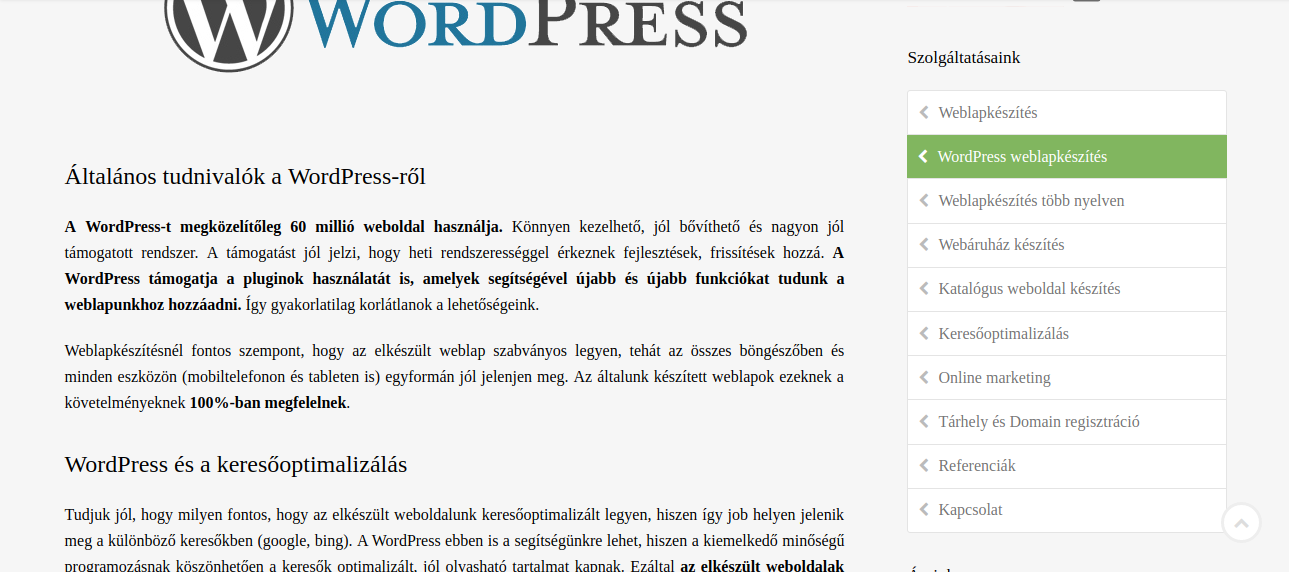 WORDPRESS
Általános tudnivalók a WordPress-ről
A WordPress-t megközelítőleg 60 millió weboldal használja. Könnyen kezelhető, jól bővíthető és nagyon jól
támogatott rendszer. A támogatást jól jelzi, hogy heti rendszerességgel érkeznek fejlesztések, frissítések hozzá. A
WordPress támogatja a pluginok használatát is, amelyek segítségével újabb és újabb funkciókat tudunk a
weblapunkhoz hozzáadni. Így gyakorlatilag korlátlanok a lehetőségeink.
Weblapkészítésnél fontos szempont, hogy az elkészült weblap szabványos legyen, tehát az összes böngészőben és
minden eszközön (mobiltelefonon és tableten is) egyformán jól jelenjen meg. Az általunk készített weblapok ezeknek a
követelményeknek 100%-ban megfelelnek.
WordPress és a keresőoptimalizálás
Tudjuk jól, hogy milyen fontos, hogy az elkészült weboldalunk keresőoptimalizált legyen, hiszen így job helyen jelenik
meg a különböző keresőkben (google, bing). A WordPress ebben is a segítségünkre lehet, hiszen a kiemelkedő minőségű
programozásnak köszönhetően a keresők optimalizált, jól olvasható tartalmat kapnak. Ezáltal az elkészült weboldalak
Szolgáltatásaink
Weblapkészítés
WordPress weblapkészítés
Weblapkészítés több nyelven
Webáruház készítés
Katalógus weboldal készítés
Keresőoptimalizálás
Online marketing
Tárhely és Domain regisztráció
Referenciák
Kapcsolat